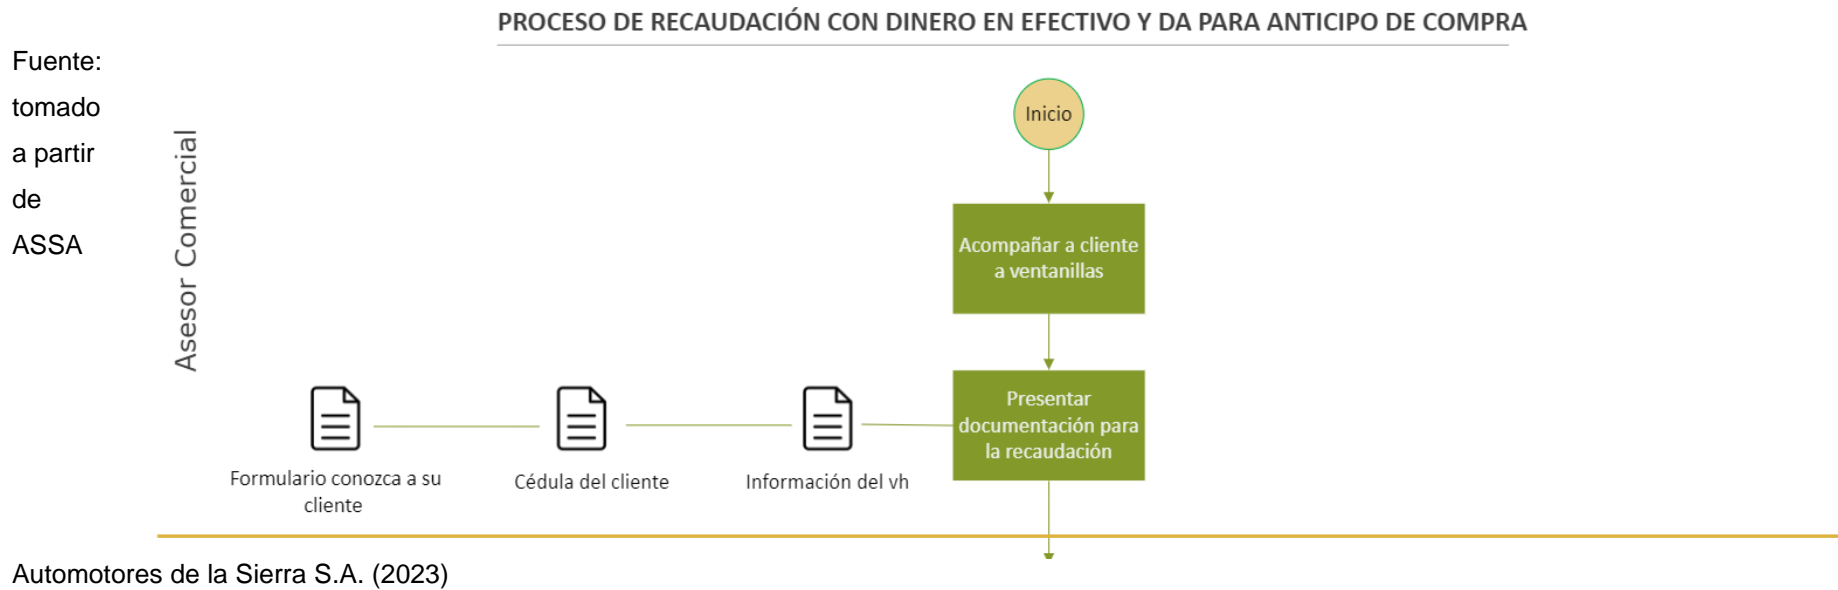 PROCESO DE RECAUDACIÓN CON DINERO EN EFECTIVO Y DA PARA ANTICIPO DE COMPRA
Fuente:
tomado
a partir
de
ASSA
Asesor Comercial
Inicio
Acompañar a cliente
a ventanillas
Presentar
documentación para
la recaudación
Formulario conozca a su
cliente
Cédula del cliente
Información del vh
Automotores de la Sierra S.A. (2023)